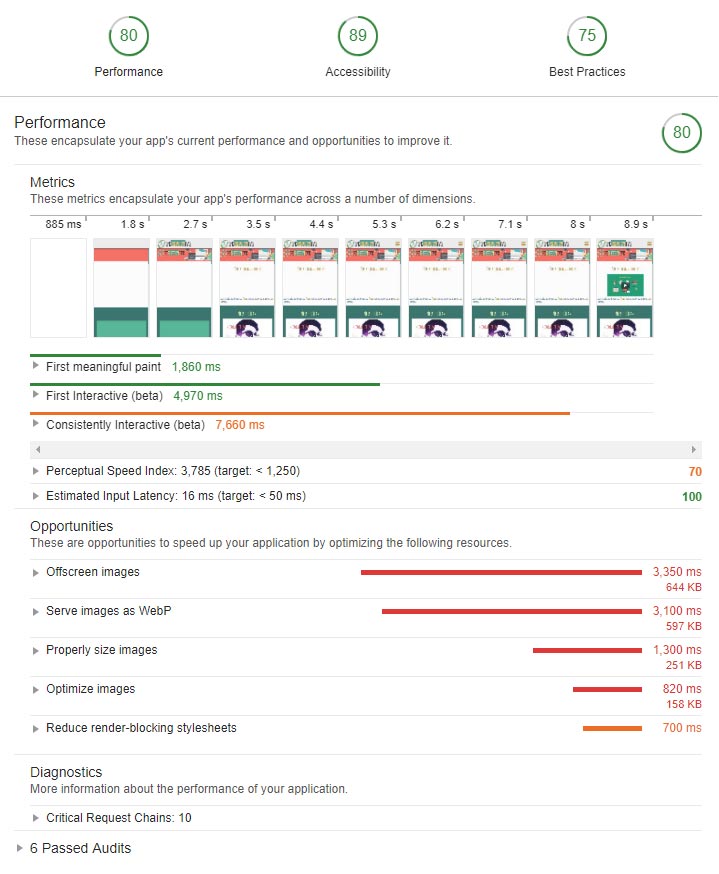 80
89
75
Performance
Accessibility
Best Practices
Performance
These encapsulate your app's current performance and opportunities to improve it.
80
Metrics
These metrics encapsulate your app's performance across a number of dimensions.
885 ms 1.8 s 2.7 s 3.5 s 4.4 s 5.3 s 6.2 s 7.1 s 8 s 8.9 s
First meaningful paint 1,860 ms
First Interactive (beta) 4,970 ms
Consistently Interactive (beta) 7,660 ms
Perceptual Speed Index: 3,785 (target: < 1,250) 70
Estimated Input Latency: 16 ms (target: < 50 ms) 100
Opportunities
These are opportunities to speed up your application by optimizing the following resources.
Offscreen images 3,350 ms
644 KB
Serve images as WebP 3,100 ms
597 KB
Properly size images 1,300 ms
251 KB
Optimize images 820 ms
158 KB
Reduce render-blocking stylesheets 700 ms
Diagnostics
More information about the performance of your application.
Critical Request Chains: 10
6 Passed Audits